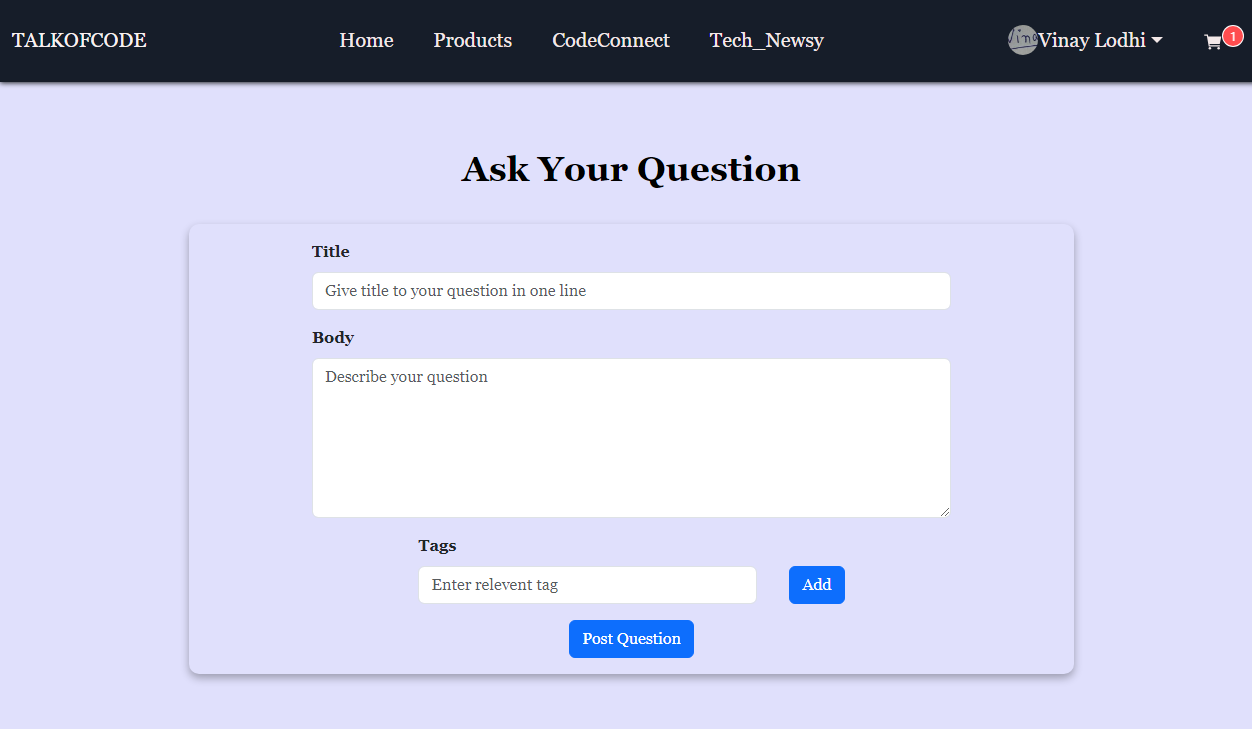 TALKOFCODE Home Products CodeConnect Tech_Newsy Vinay Lodhi 1
Ask Your Question
Title
Give title to your question in one line
Body
Describe your question
Tags
Enter relevent tag Add
Post Question